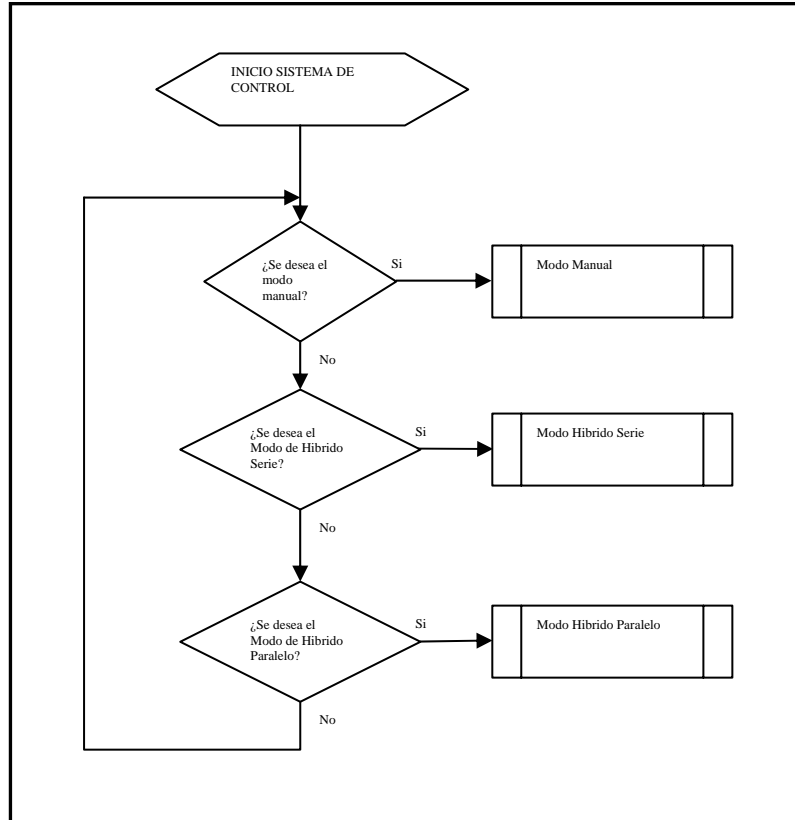 INICIO SISTEMA DE
CONTROL
¿Se desea el
modo
manual?
Si
Modo Manual
No
¿Se desea el
Modo de Hibrido
Serie?
Si
Modo Hibrido Serie
No
¿Se desea el
Modo de Hibrido
Paralelo?
Si
Modo Hibrido Paralelo
No